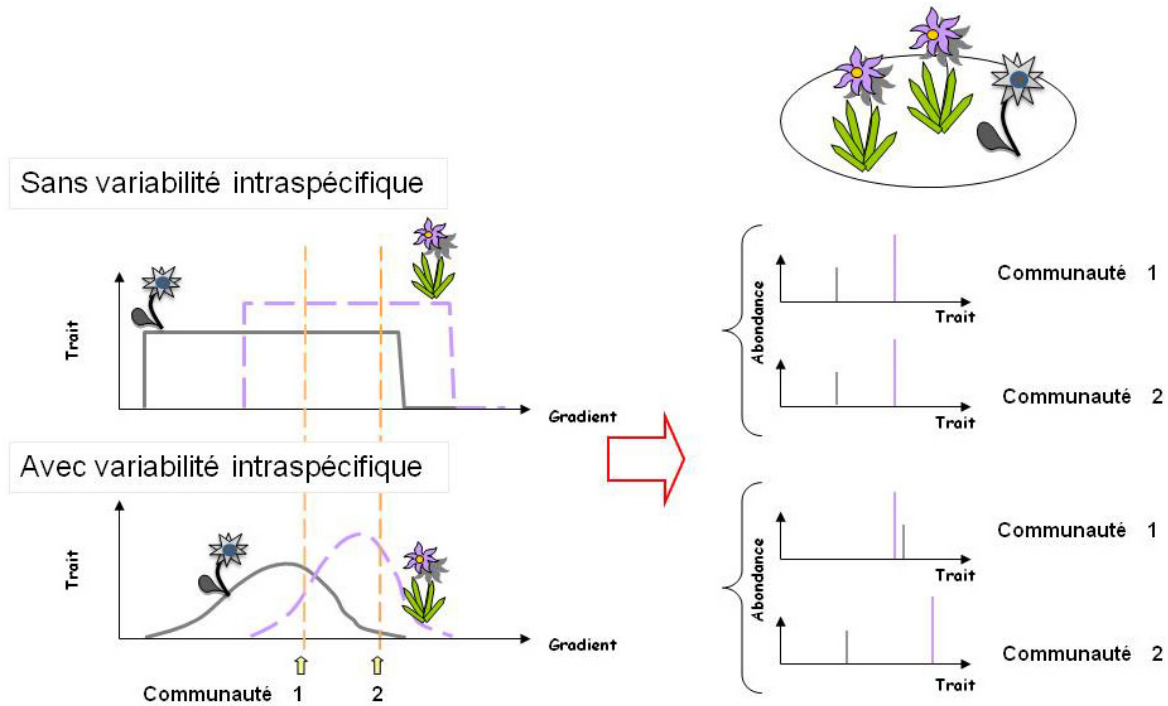 Sans variabilité intraspécifique
Trait
Gradient
Avec variabilité intraspécifique
Trait
Gradient
Communauté 1 2
Abondance
Communauté 1
Trait
Communauté 2
Trait
Abondance
Communauté 1
Trait
Communauté 2
Trait